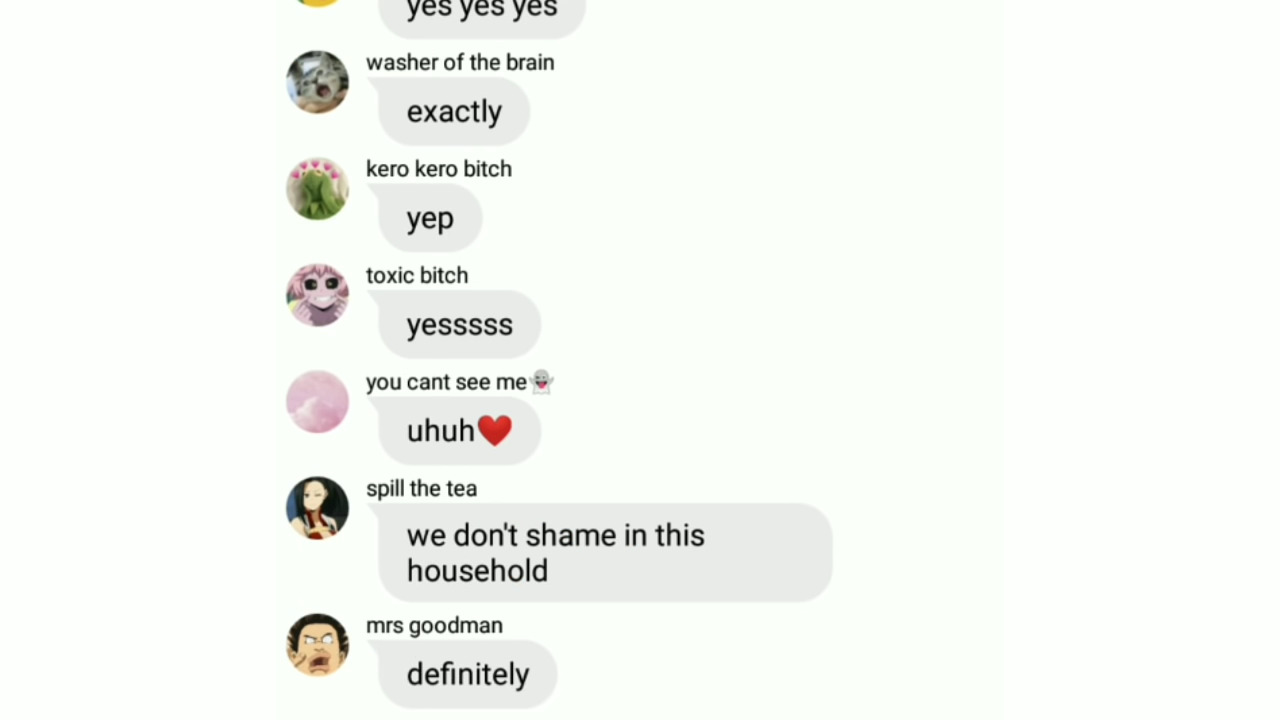 yes yes yes
washer of the brain
exactly
kero kero bitch
yep
toxic bitch
yesssss
you cant see me👻
uhuh❤️
spill the tea
we don't shame in this
household
mrs goodman
definitely